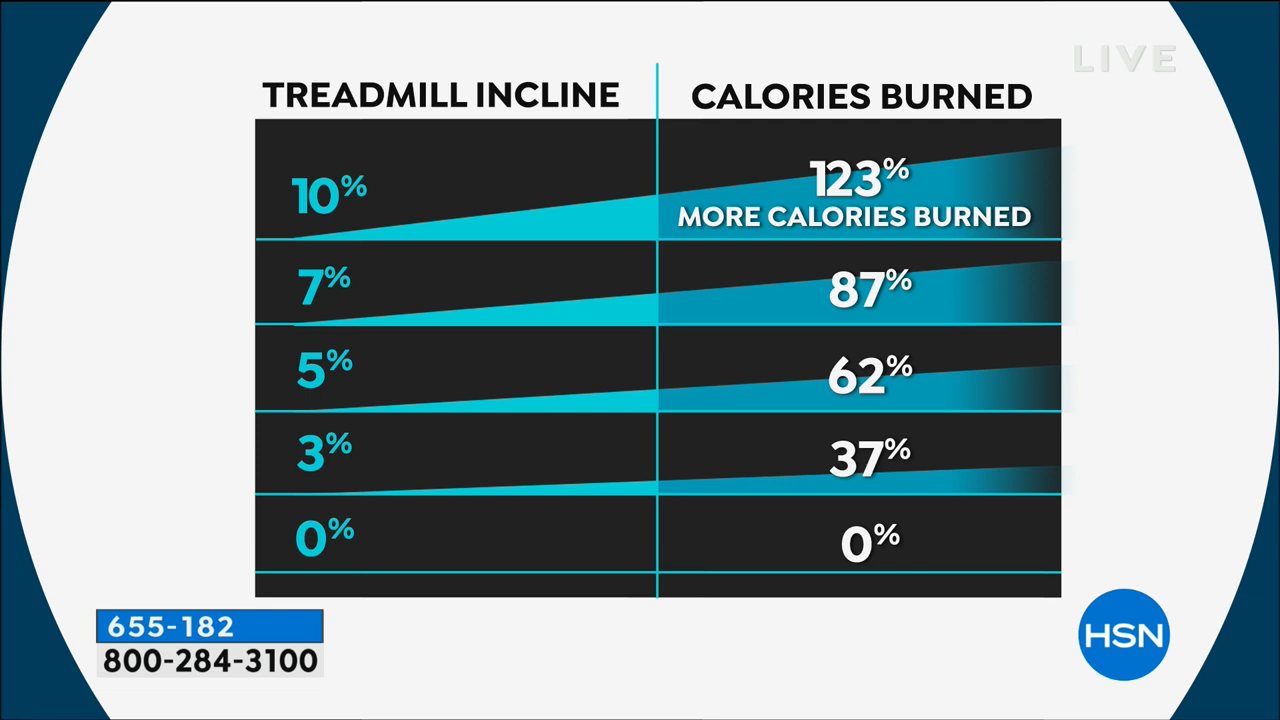 LIVE
TREADMILL INCLINE
CALORIES BURNED
10%
123%
MORE CALORIES BURNED
7%
87%
5%
62%
3%
37%
0%
0%
655-182
800-284-3100
HSN